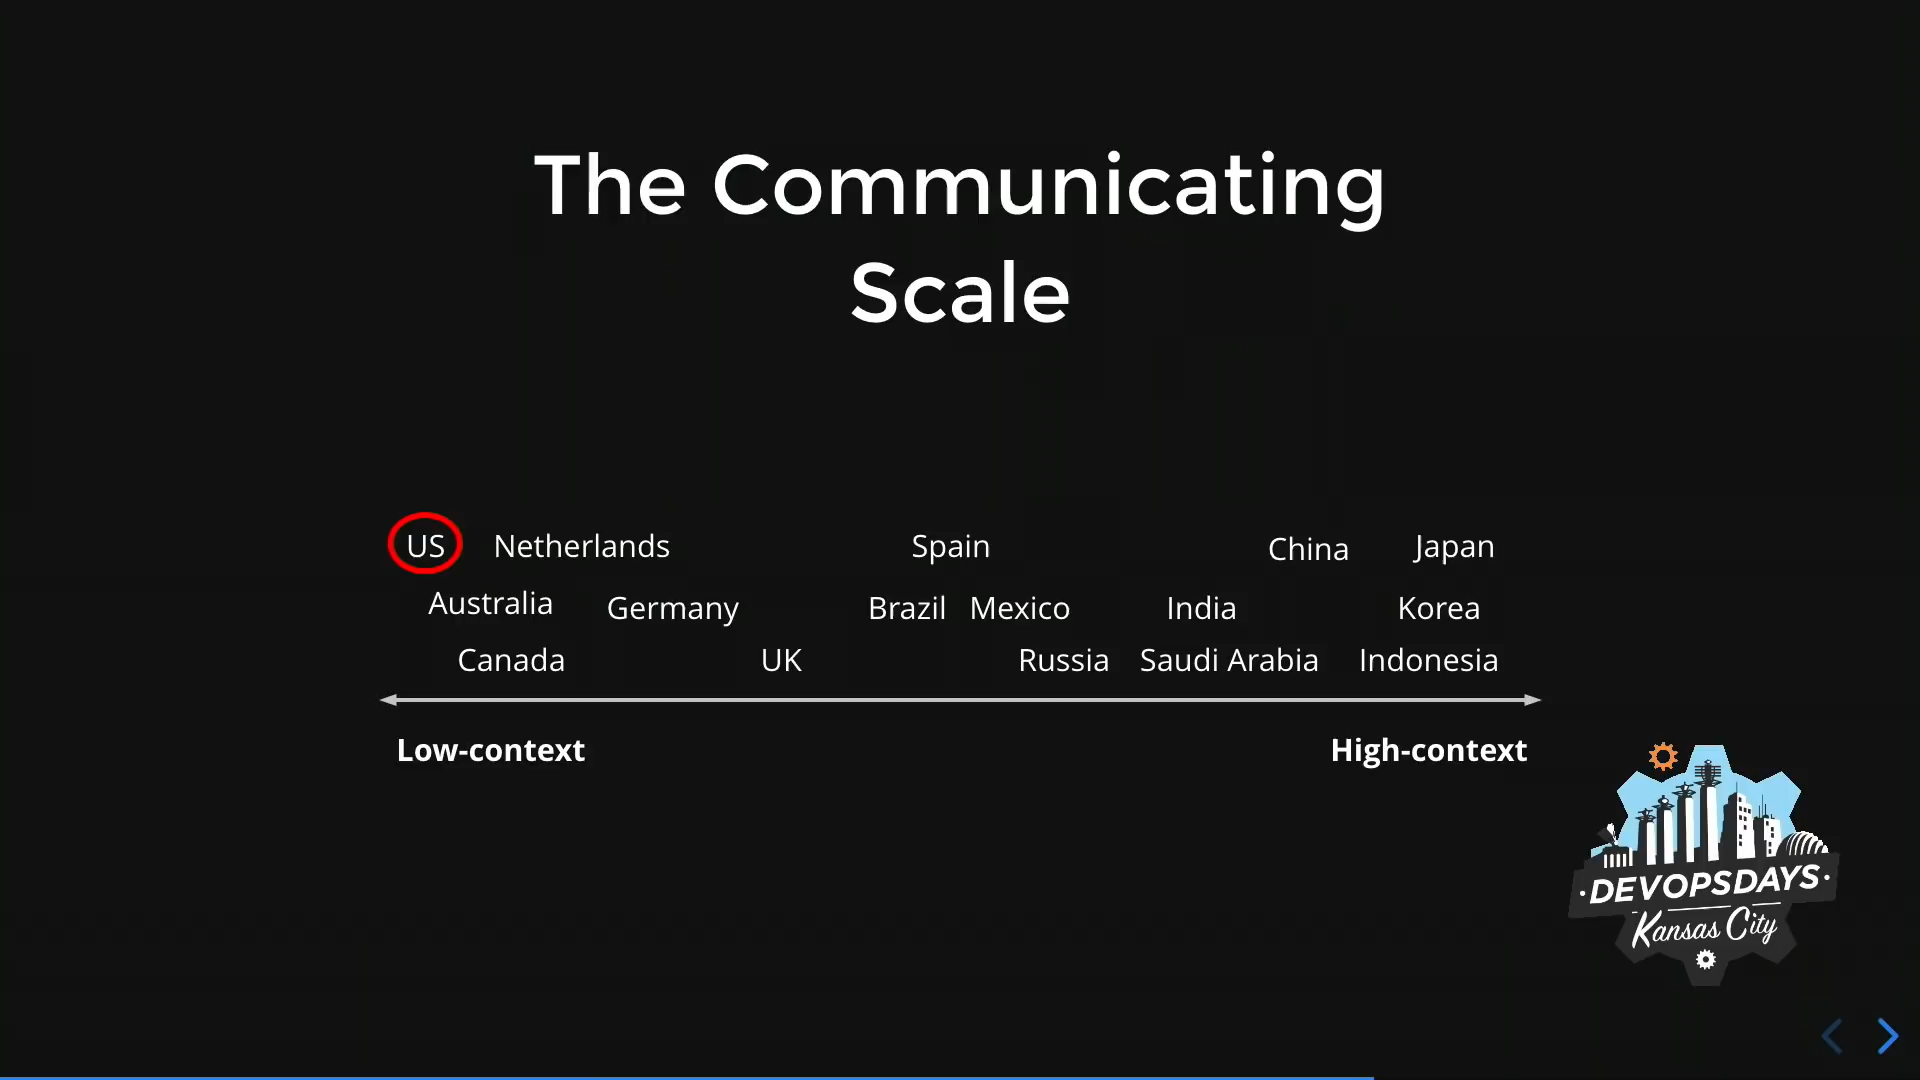 The Communicating
Scale
US Netherlands Spain China Japan
Australia Germany Brazil Mexico India Korea
Canada UK Russia Saudi Arabia Indonesia
Low-context High-context
·DEVOPSDAYS·
Kansas City